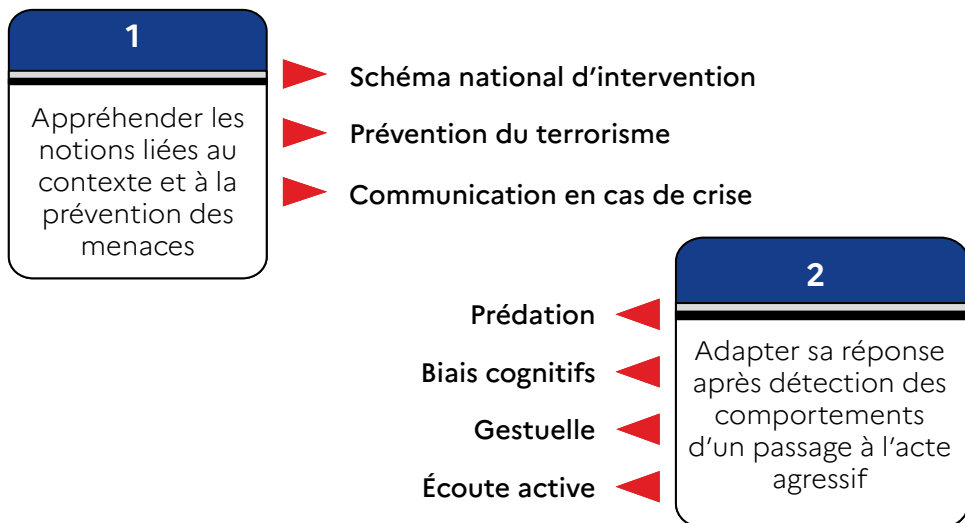 1
Appréhender les
notions liées au
contexte et à la
prévention des
menaces
Schéma national d’intervention
Prévention du terrorisme
Communication en cas de crise
2
Adapter sa réponse
après détection des
comportements
d’un passage à l’acte
agressif
Prédation
Biais cognitifs
Gestuelle
Écoute active